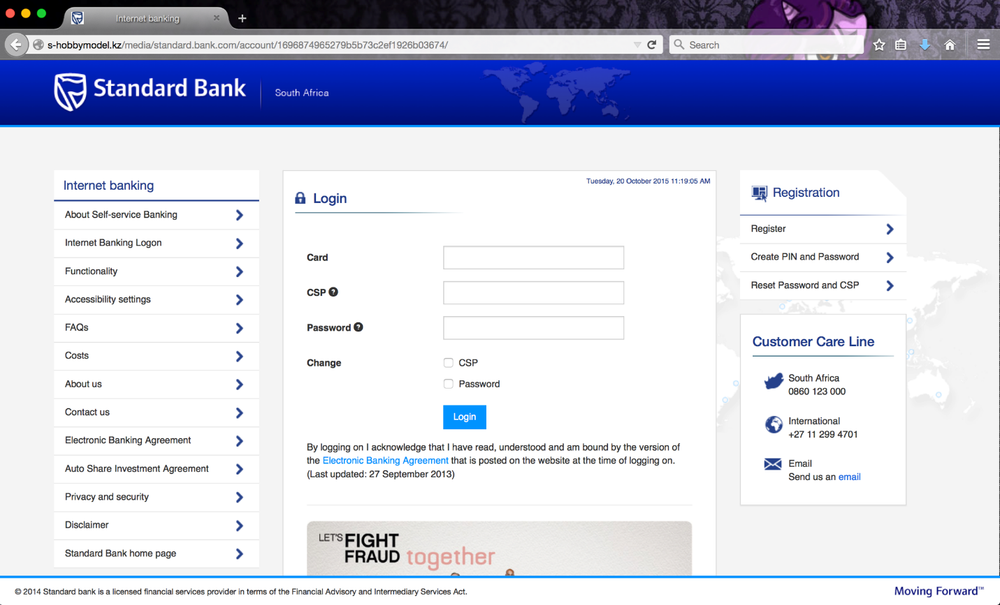 Internet banking
s-hobbymodel.kz/media/standard.bank.com/account/1696874965279b5b73c2ef1926b03674/
Search
Standard Bank
South Africa
Internet banking
About Self-service Banking
Internet Banking Logon
Functionality
Accessibility settings
FAQs
Costs
About us
Contact us
Electronic Banking Agreement
Auto Share Investment Agreement
Privacy and security
Disclaimer
Standard Bank home page
Tuesday, 20 October 2015 11:19:05 AM
Login
Card
CSP ?
Password ?
Change
CSP
Password
Login
By logging on I acknowledge that I have read, understood and am bound by the version of
the Electronic Banking Agreement that is posted on the website at the time of logging on.
(Last updated: 27 September 2013)
LET'S FIGHT
FRAUD together
Registration
Register
Create PIN and Password
Reset Password and CSP
Customer Care Line
South Africa
0860 123 000
International
+27 11 299 4701
Email
Send us an email
© 2014 Standard bank is a licensed financial services provider in terms of the Financial Advisory and Intermediary Services Act.
Moving Forward™